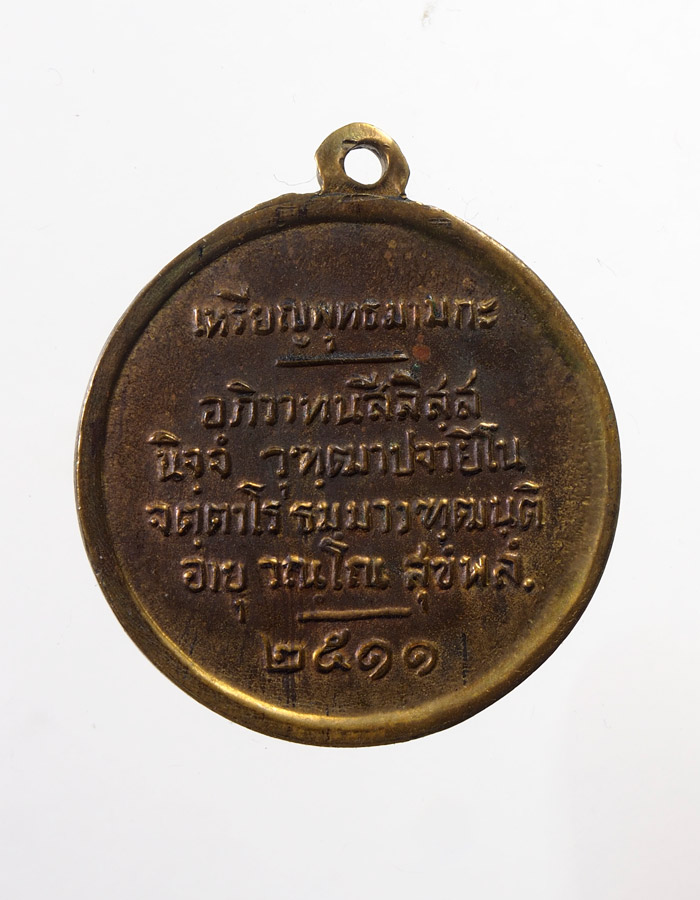 เหรียญพุทธมามกะ
อภิวาทนสีลิสฺส
นิจฺจํ วุฑฺฒาปจายิโน
จตฺตาโร ธมฺมา วฑฺฒนฺติ
อายุ วณฺโณ สุขํ พลํ.
๒๕๑๑